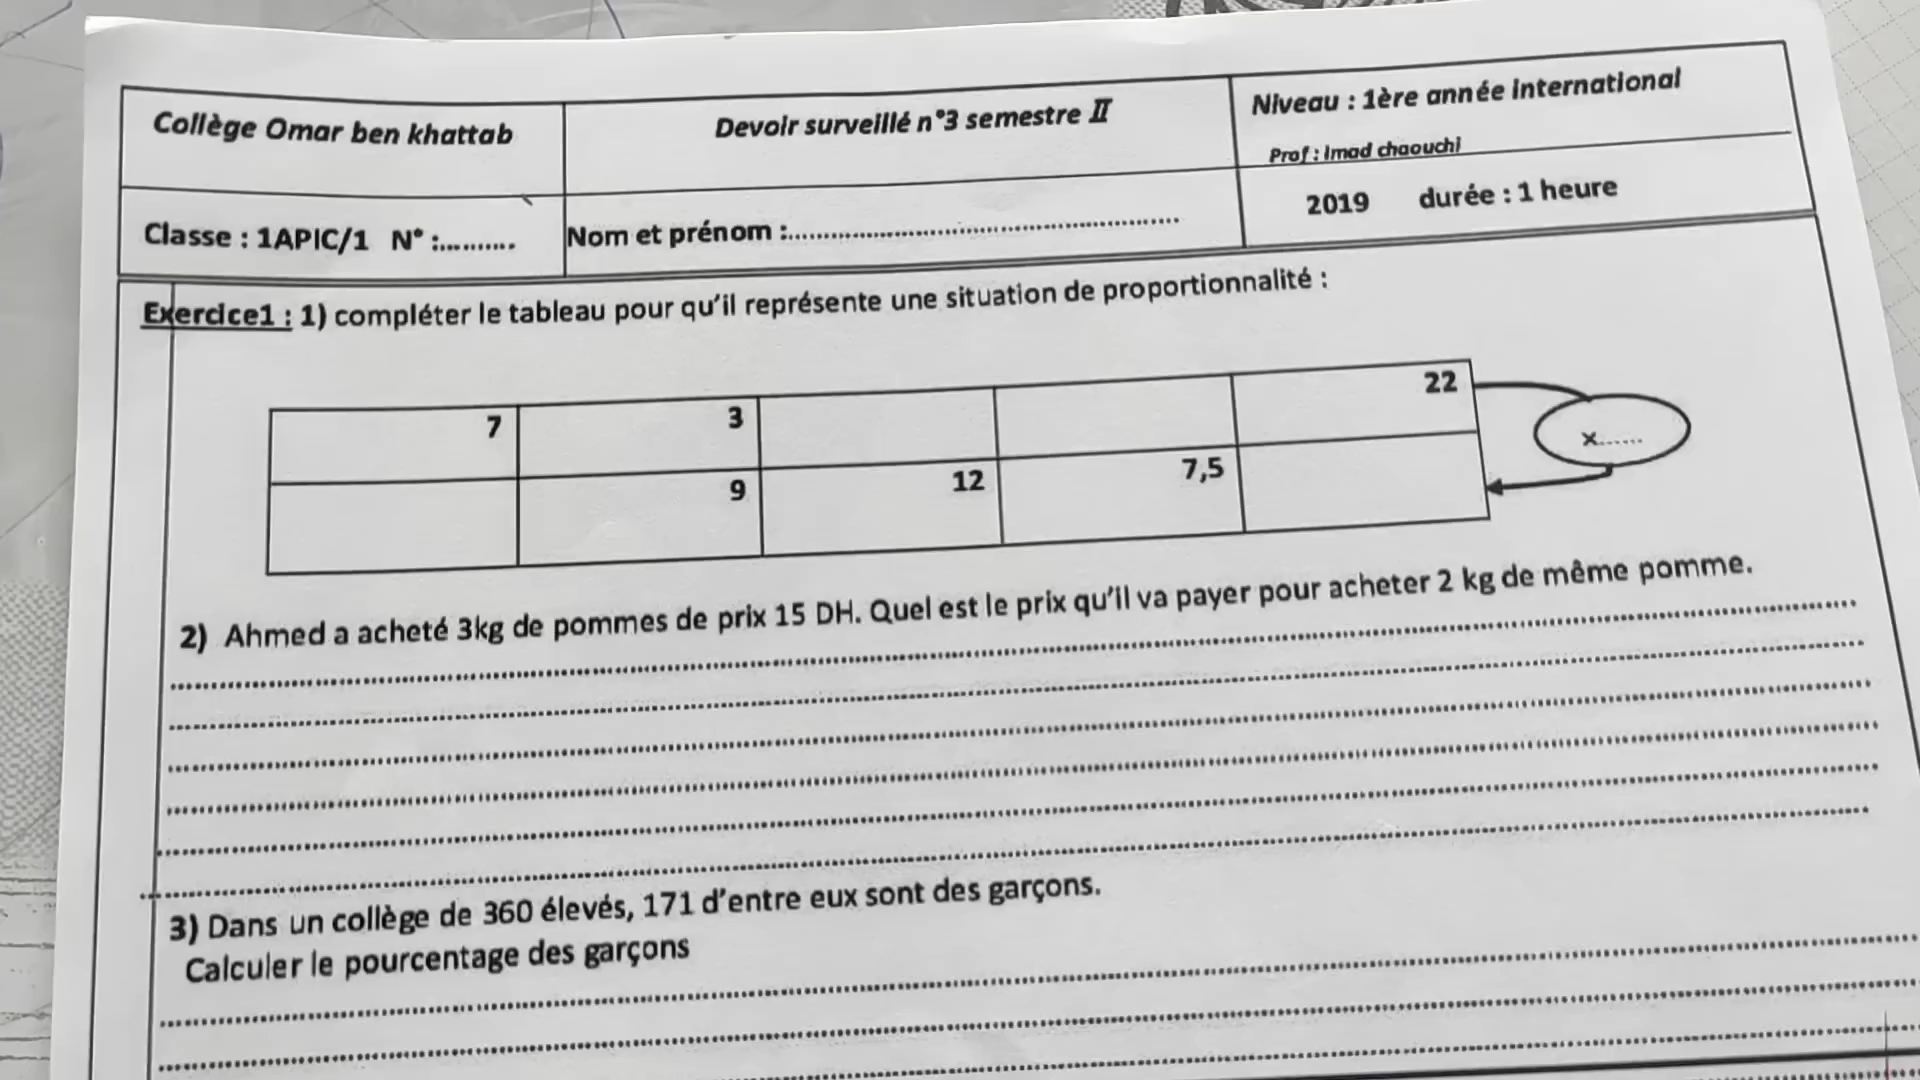 Collège Omar ben khattab
Devoir surveillé n°3 semestre II
Niveau : 1ère année international
Prof : Imad chaouchi
Classe : 1APIC/1 N° :..........
Nom et prénom :....................................................
2019 durée : 1 heure
Exercice1 : 1) compléter le tableau pour qu'il représente une situation de proportionnalité :
7 3 22
9 12 7,5
×......
2) Ahmed a acheté 3kg de pommes de prix 15 DH. Quel est le prix qu'il va payer pour acheter 2 kg de même pomme.
3) Dans un collège de 360 élevés, 171 d'entre eux sont des garçons.
Calculer le pourcentage des garçons